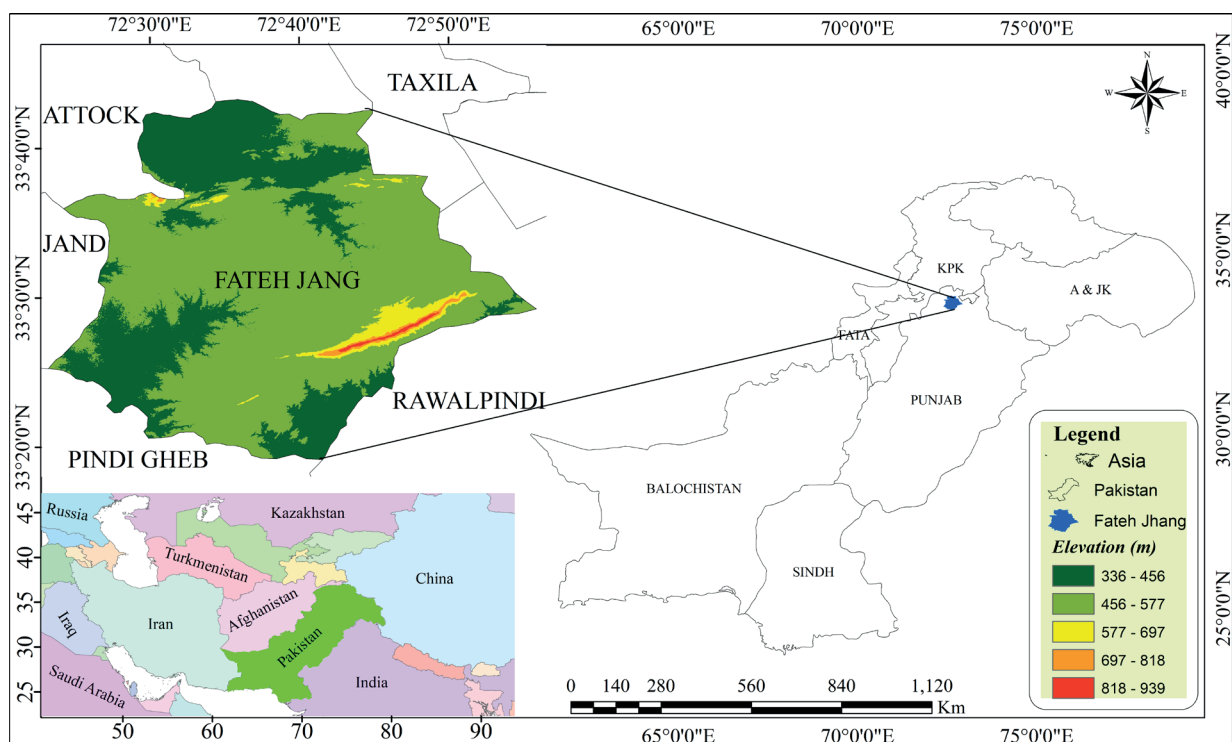 72°30'0"E 72°40'0"E 72°50'0"E
65°0'0"E 70°0'0"E 75°0'0"E
33°40'0"N
33°30'0"N
33°20'0"N
40°0'0"N
35°0'0"N
30°0'0"N
25°0'0"N
TAXILA
ATTOCK
JAND
FATEH JANG
RAWALPINDI
PINDI GHEB
N
W E
S
KPK
A & JK
FATA
PUNJAB
BALOCHISTAN
SINDH
Legend
Asia
Pakistan
Fateh Jhang
Elevation (m)
336 - 456
456 - 577
577 - 697
697 - 818
818 - 939
0 140 280 560 840 1,120
Km
65°0'0"E 70°0'0"E 75°0'0"E
45
40
35
30
25
Russia
Kazakhstan
Turkmenistan
China
Afghanistan
Iran
Iraq
Pakistan
Saudi Arabia
India
50 60 70 80 90